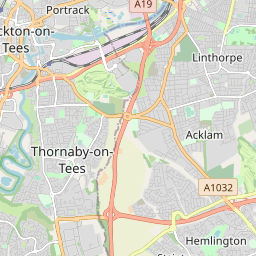 Portrack
A19
ckton-on-
Tees
Linthorpe
Acklam
Thornaby-on-
Tees
A1032
Hemlington